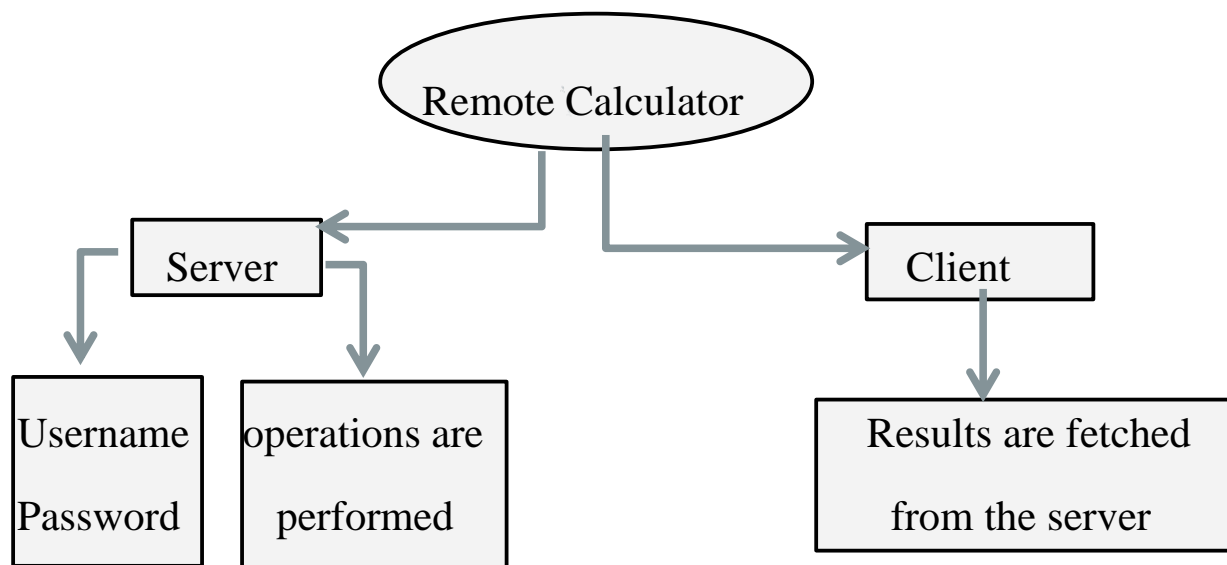 Remote Calculator
Server
Client
Username
Password
operations are
performed
Results are fetched
from the server